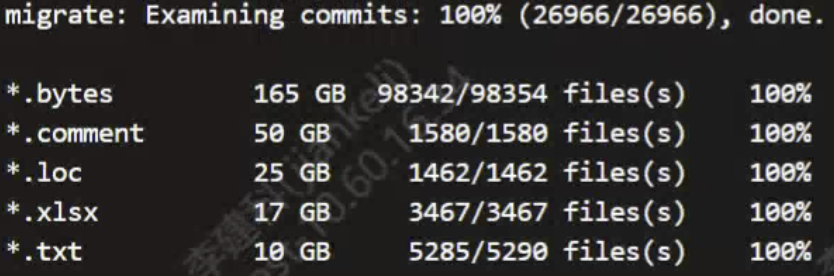 migrate: Examining commits: 100% (26966/26966), done.
*.bytes 165 GB 98342/98354 files(s) 100%
*.comment 50 GB 1580/1580 files(s) 100%
*.loc 25 GB 1462/1462 files(s) 100%
*.xlsx 17 GB 3467/3467 files(s) 100%
*.txt 10 GB 5285/5290 files(s) 100%